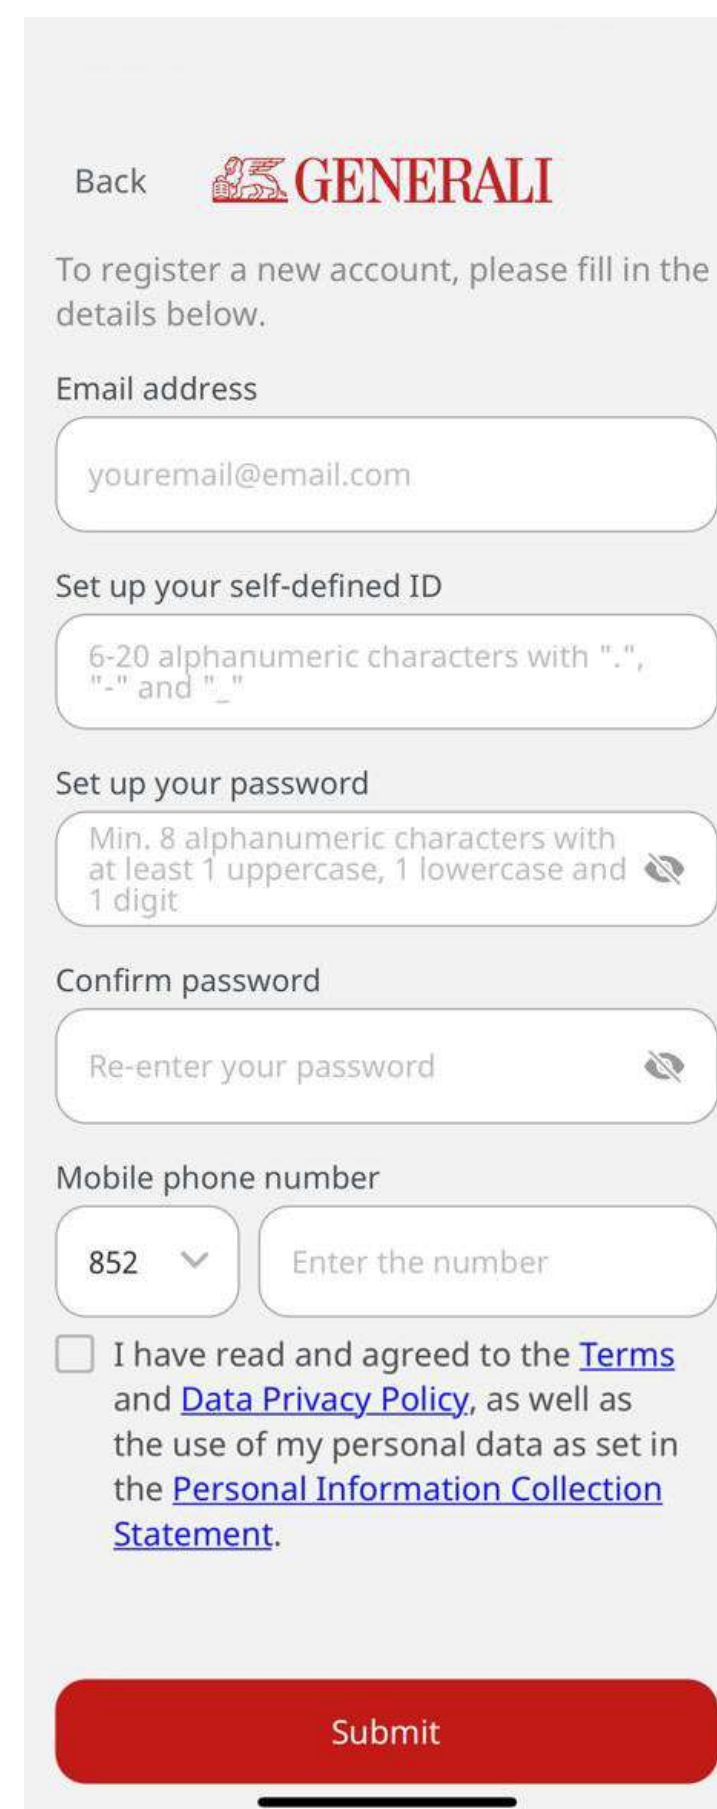 Back
GENERALI
To register a new account, please fill in the
details below.
Email address
youremail@email.com
Set up your self-defined ID
6-20 alphanumeric characters with ".",
"-" and "_"
Set up your password
Min. 8 alphanumeric characters with
at least 1 uppercase, 1 lowercase and
1 digit
Confirm password
Re-enter your password
Mobile phone number
852
Enter the number
I have read and agreed to the Terms
and Data Privacy Policy, as well as
the use of my personal data as set in
the Personal Information Collection
Statement.
Submit